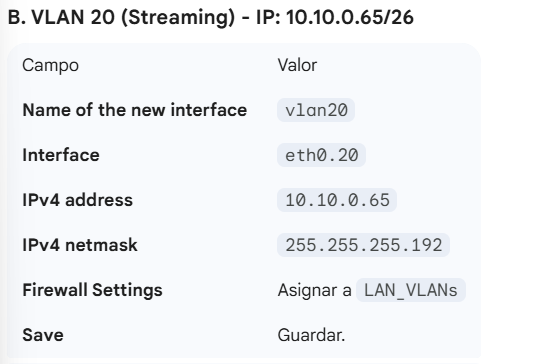 B. VLAN 20 (Streaming) - IP: 10.10.0.65/26
Campo Valor
Name of the new interface vlan20
Interface eth0.20
IPv4 address 10.10.0.65
IPv4 netmask 255.255.255.192
Firewall Settings Asignar a LAN_VLANs
Save Guardar.